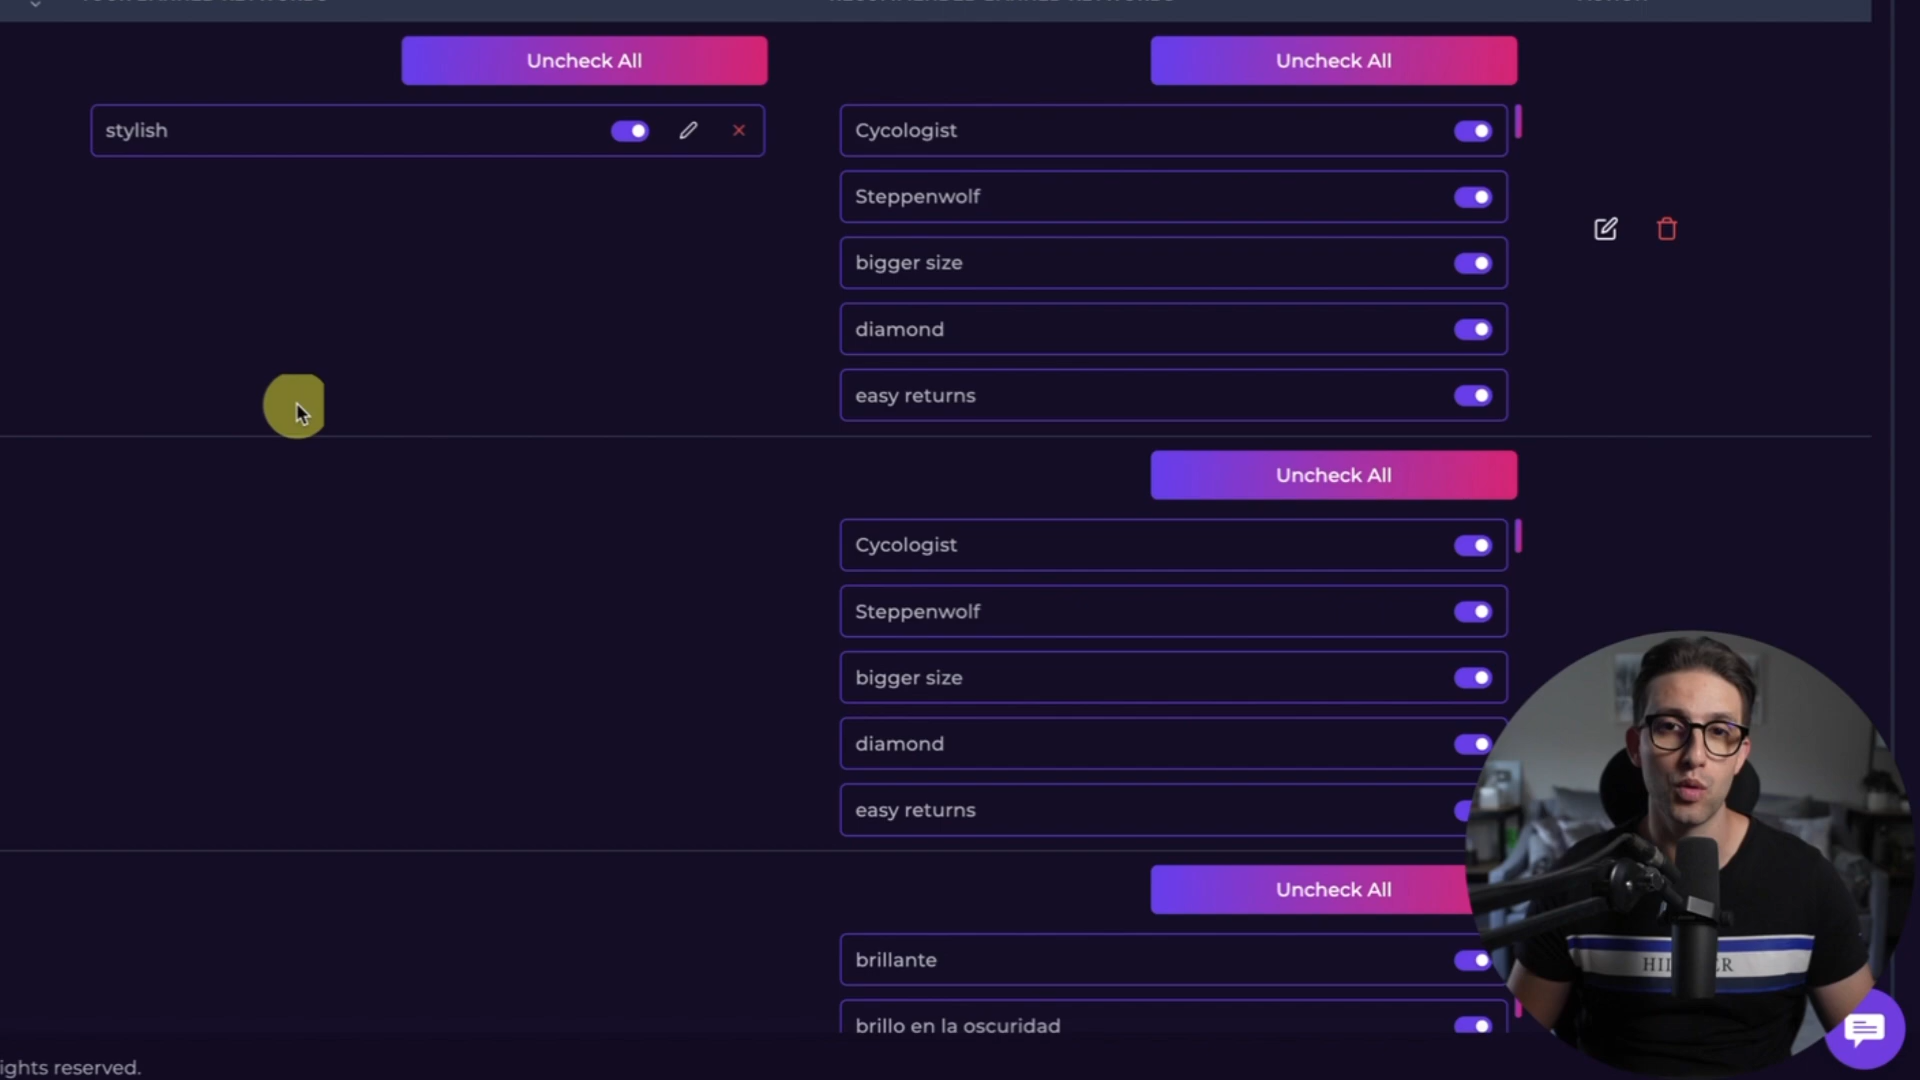 Uncheck All
Uncheck All
stylish
Cycologist
Steppenwolf
bigger size
diamond
easy returns
Uncheck All
Cycologist
Steppenwolf
bigger size
diamond
easy returns
Uncheck All
brillante
brillo en la oscuridad
ights reserved.